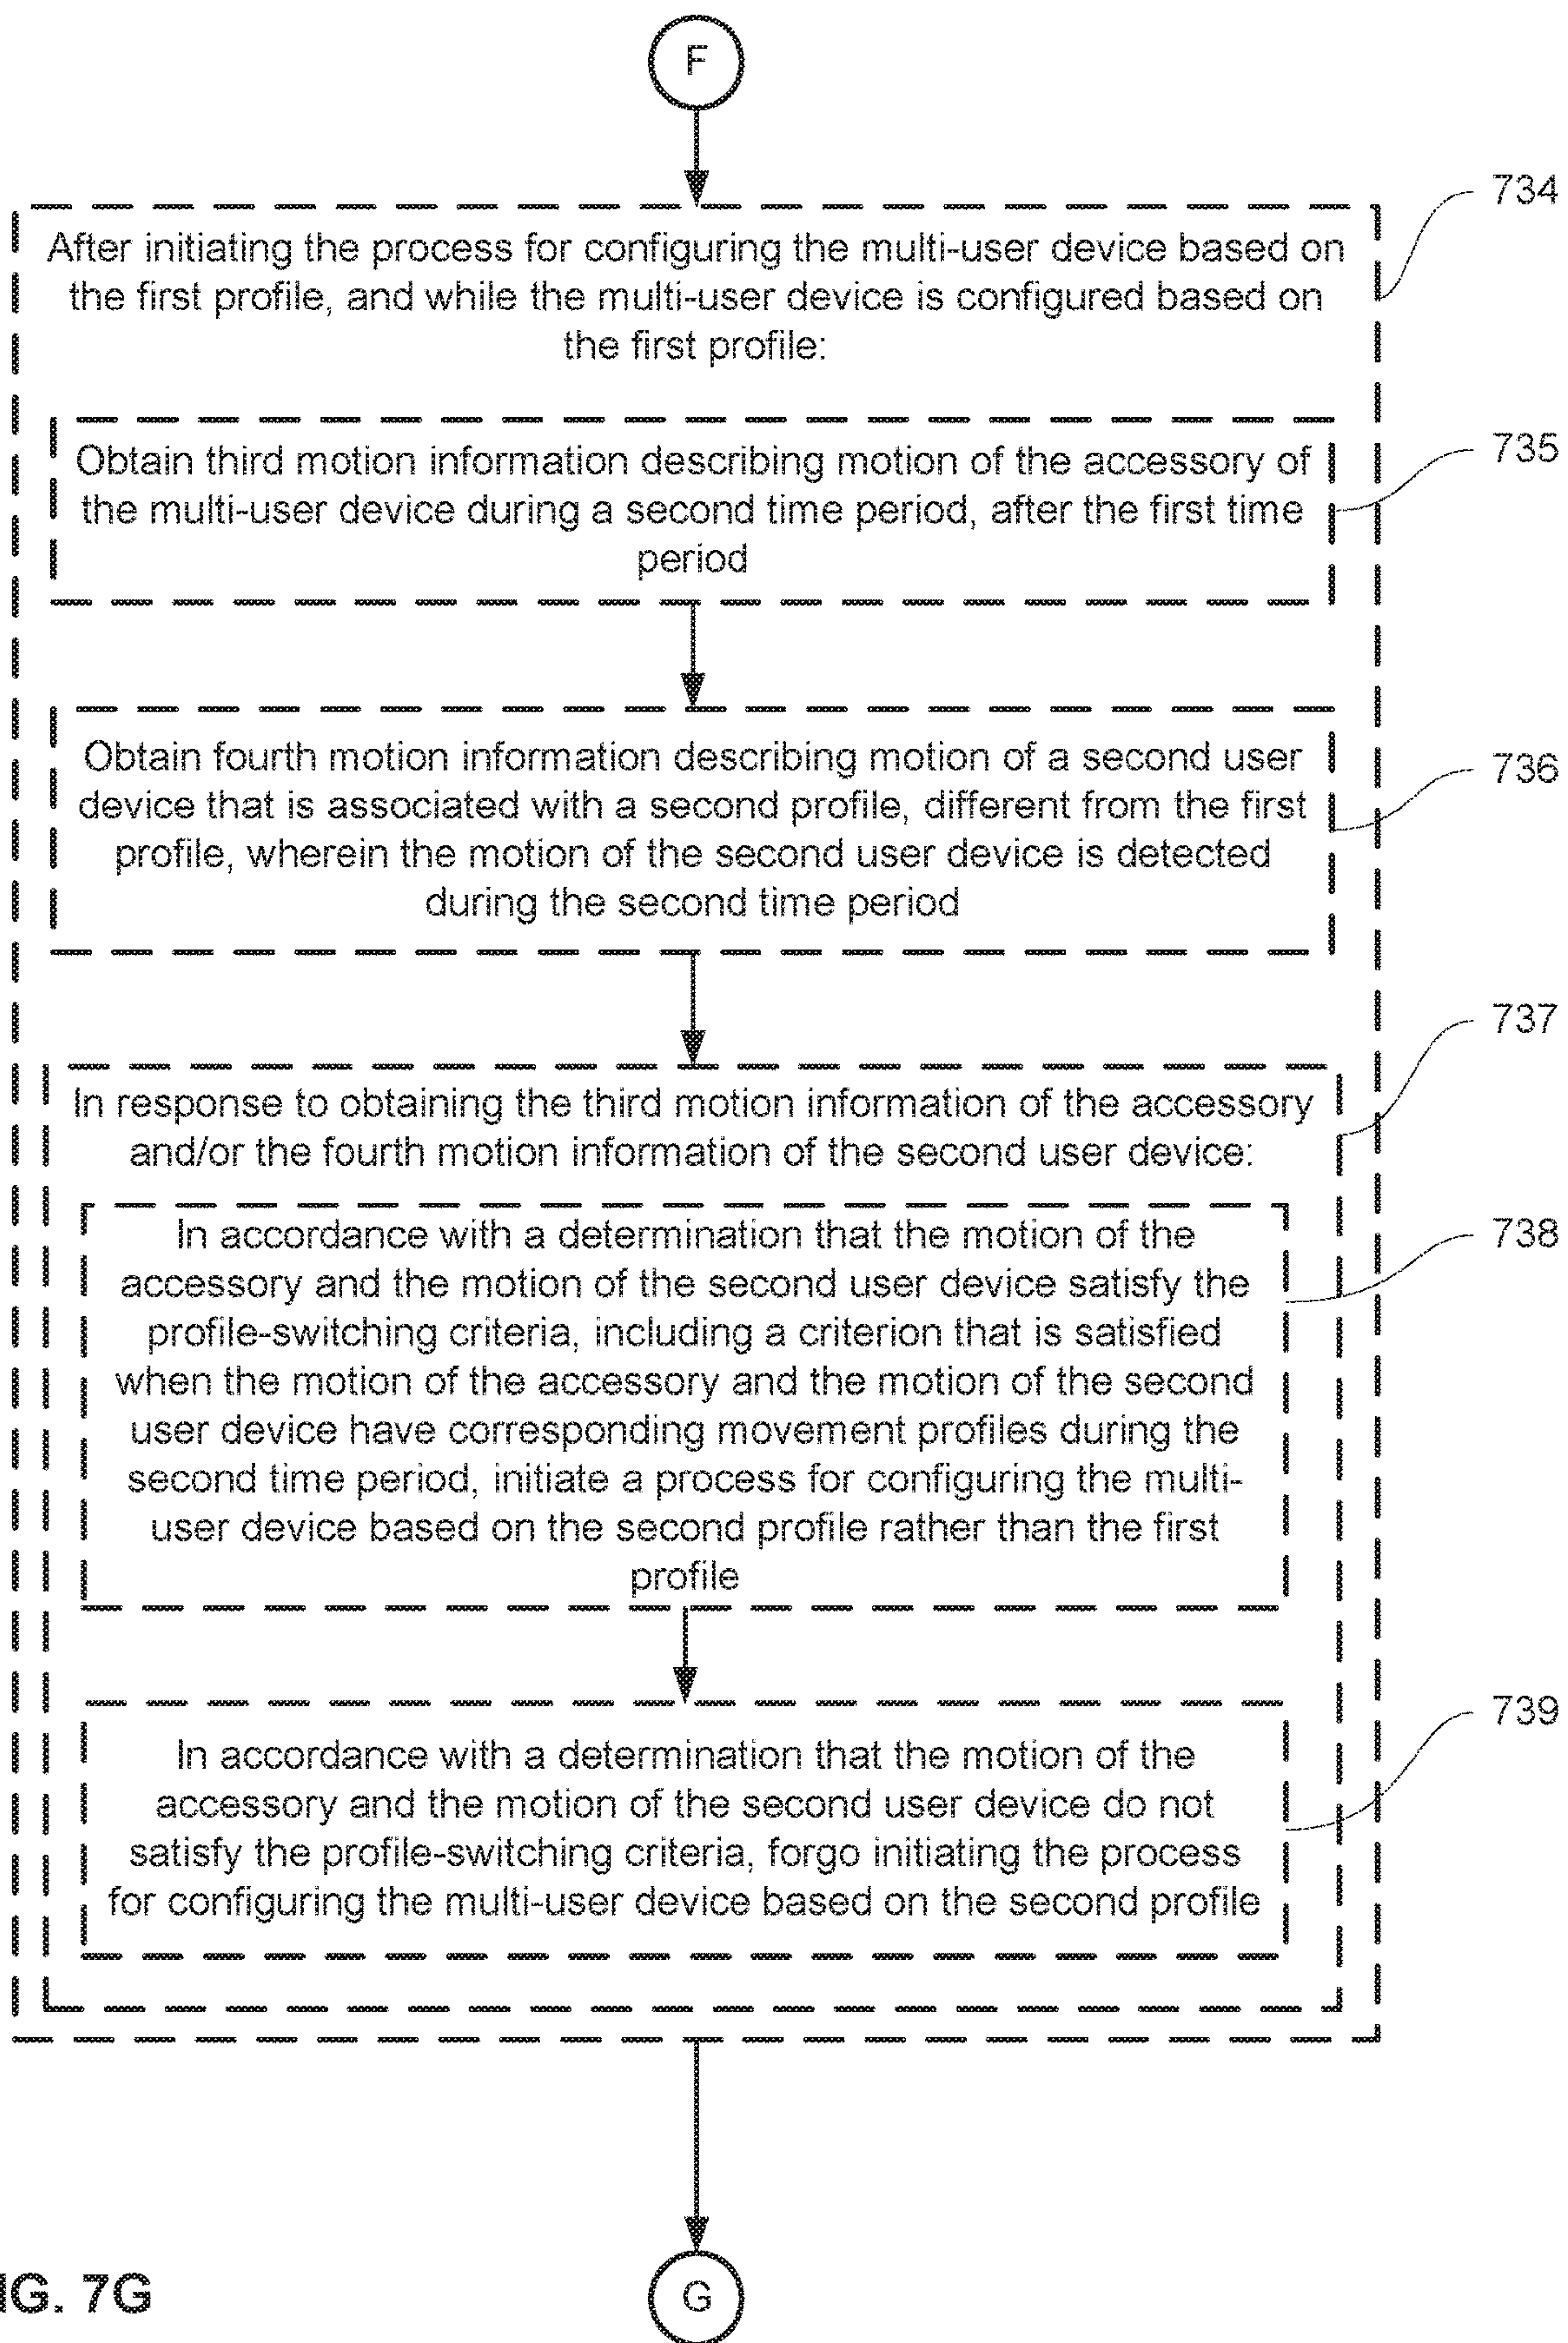 F
734
After initiating the process for configuring the multi-user device based on
the first profile, and while the multi-user device is configured based on
the first profile:
735
Obtain third motion information describing motion of the accessory of
the multi-user device during a second time period, after the first time
period
736
Obtain fourth motion information describing motion of a second user
device that is associated with a second profile, different from the first
profile, wherein the motion of the second user device is detected
during the second time period
737
In response to obtaining the third motion information of the accessory
and/or the fourth motion information of the second user device:
738
In accordance with a determination that the motion of the
accessory and the motion of the second user device satisfy the
profile-switching criteria, including a criterion that is satisfied
when the motion of the accessory and the motion of the second
user device have corresponding movement profiles during the
second time period, initiate a process for configuring the multi-
user device based on the second profile rather than the first
profile
739
In accordance with a determination that the motion of the
accessory and the motion of the second user device do not
satisfy the profile-switching criteria, forgo initiating the process
for configuring the multi-user device based on the second profile
IG. 7G
G